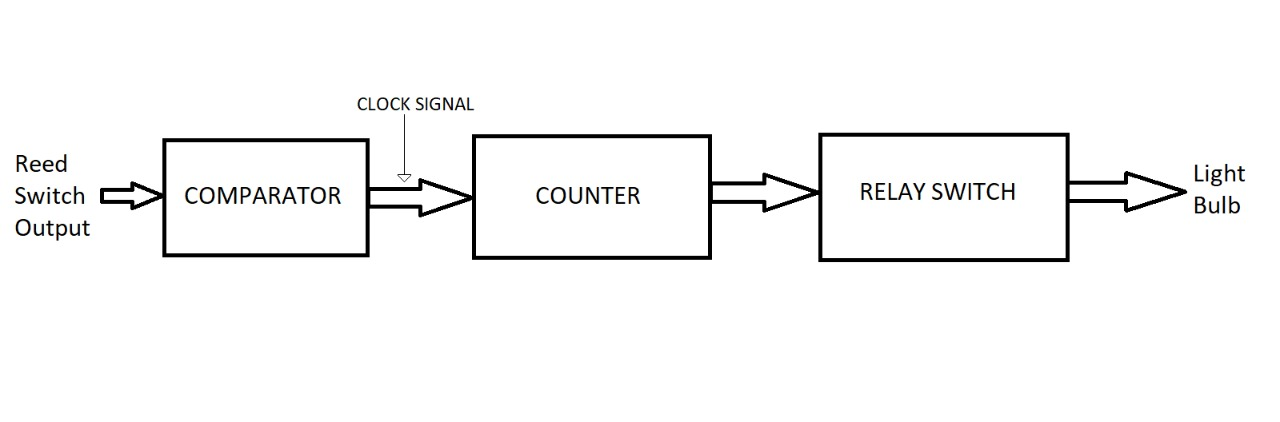 CLOCK SIGNAL
Reed
Switch
Output
COMPARATOR
COUNTER
RELAY SWITCH
Light
Bulb